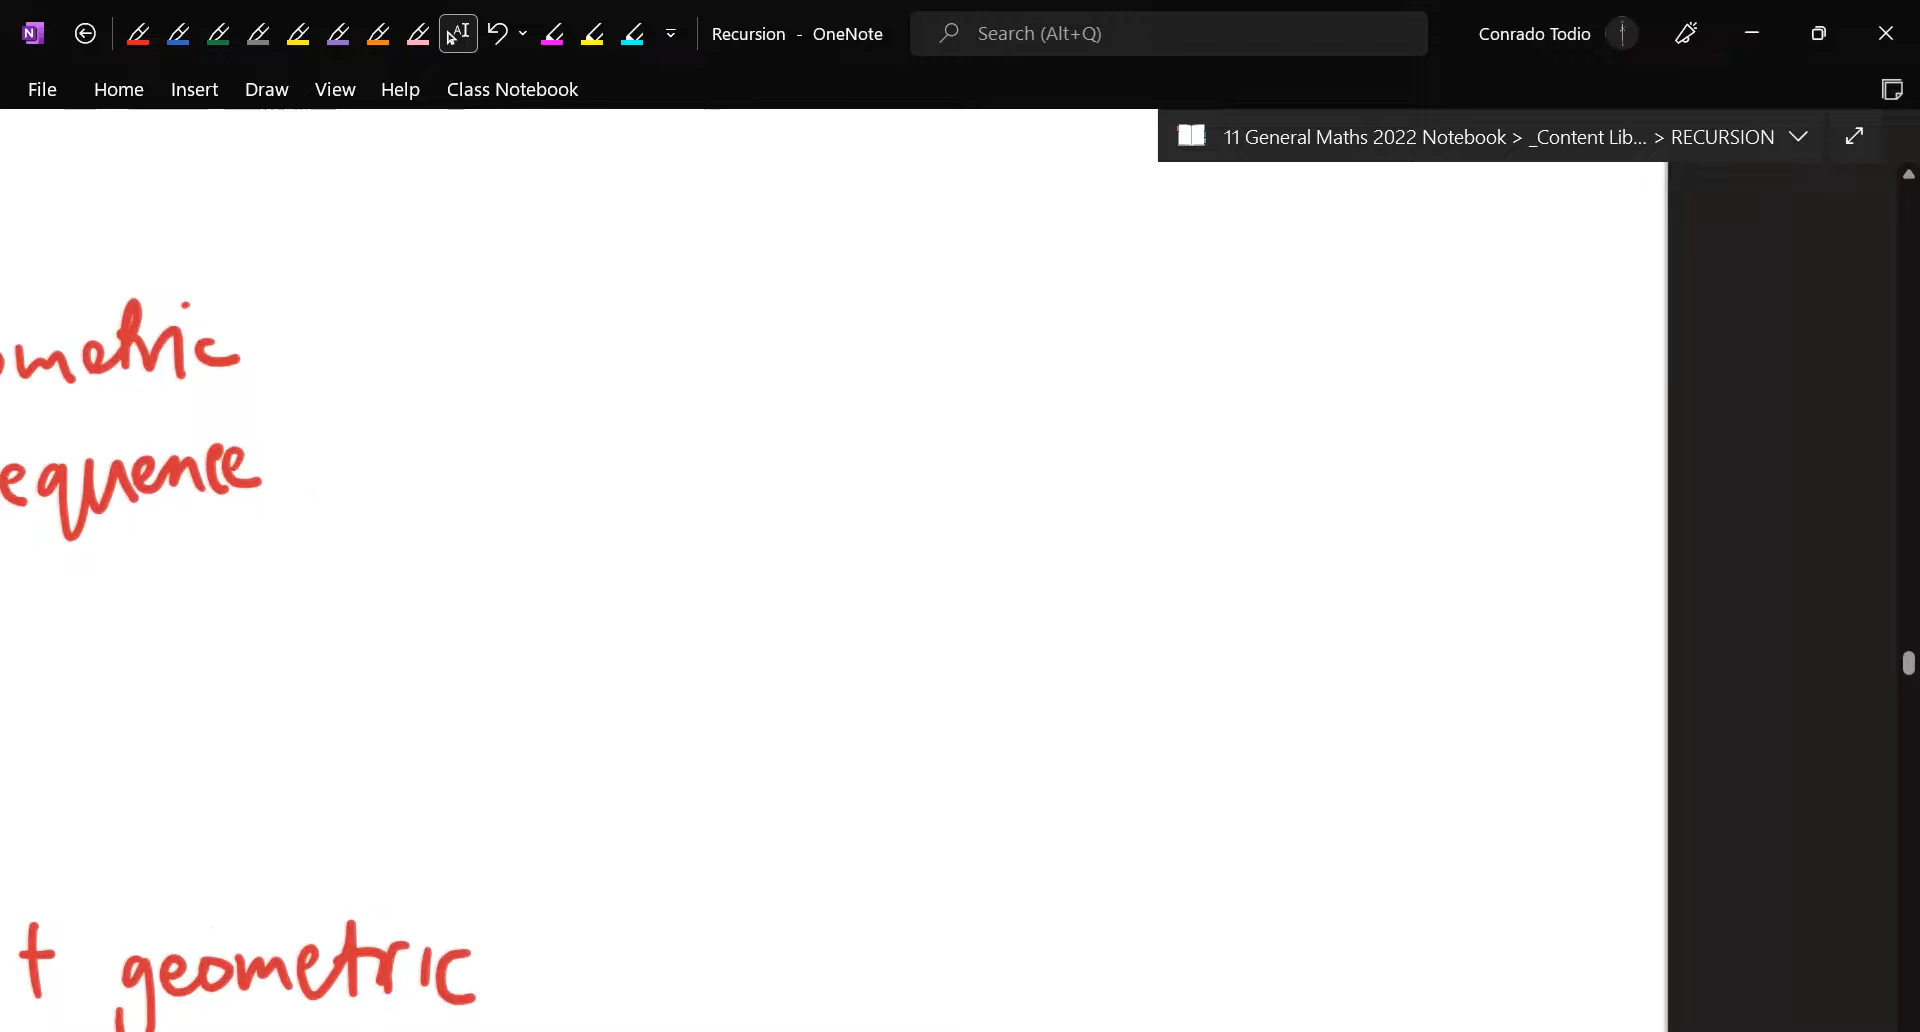 Recursion - OneNote
Search (Alt+Q)
Conrado Todio
File Home Insert Draw View Help Class Notebook
11 General Maths 2022 Notebook > _Content Lib... > RECURSION
ometric
equence
t geometric